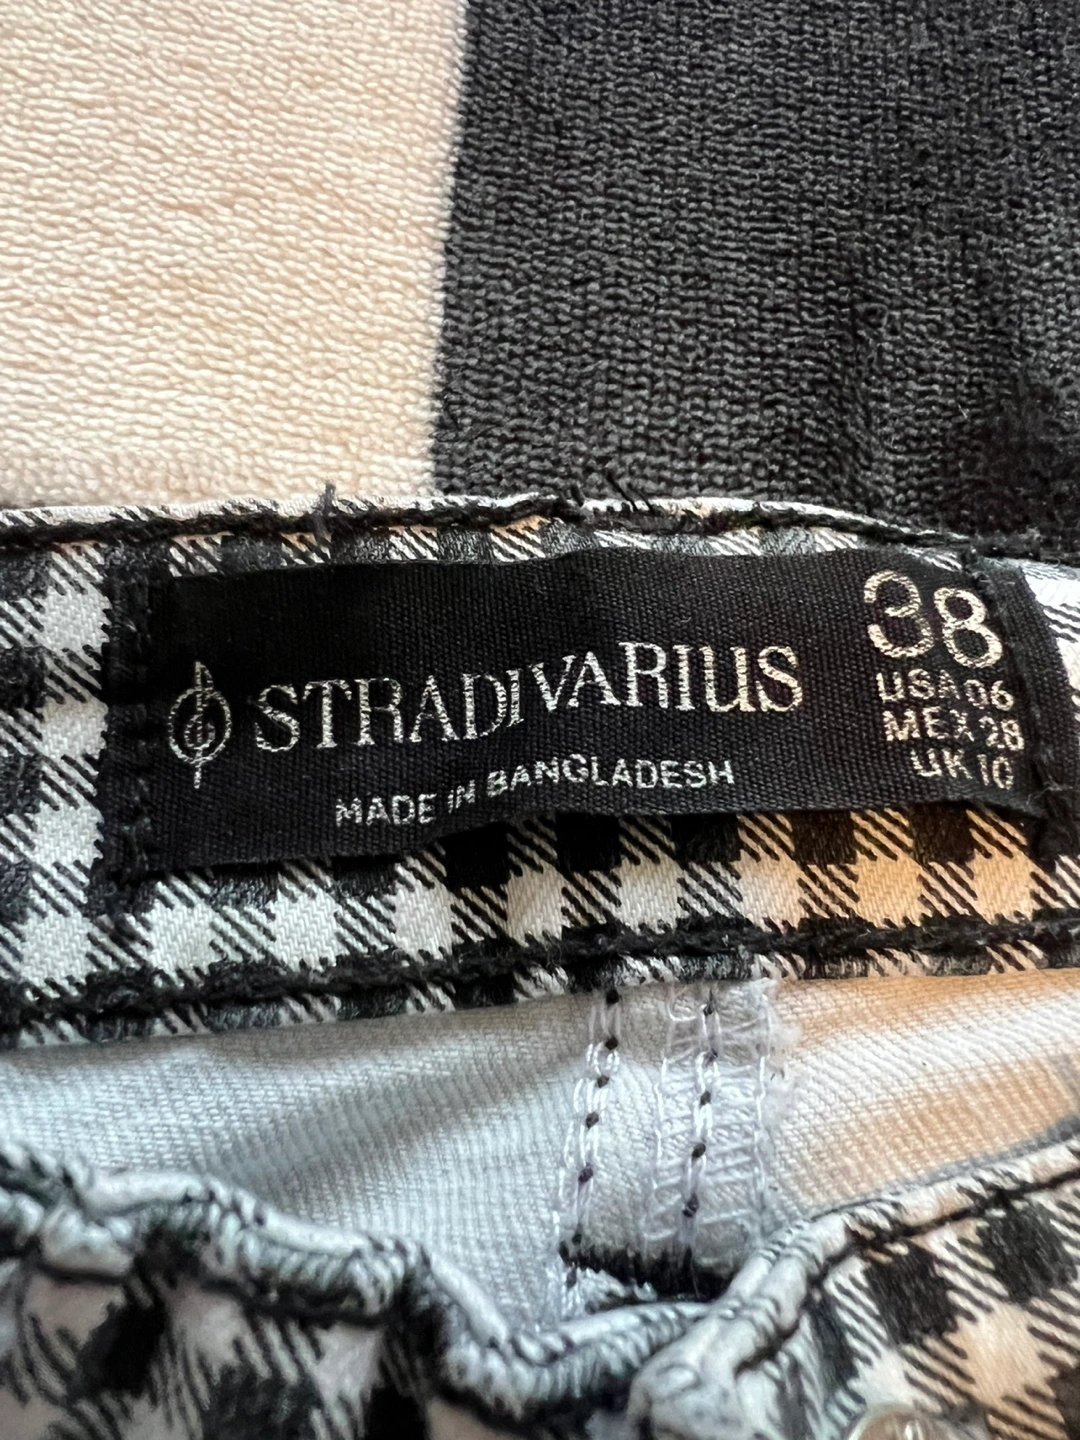 STRADIVARIUS
MADE IN BANGLADESH
38
USA 06
MEX 28
UK 10